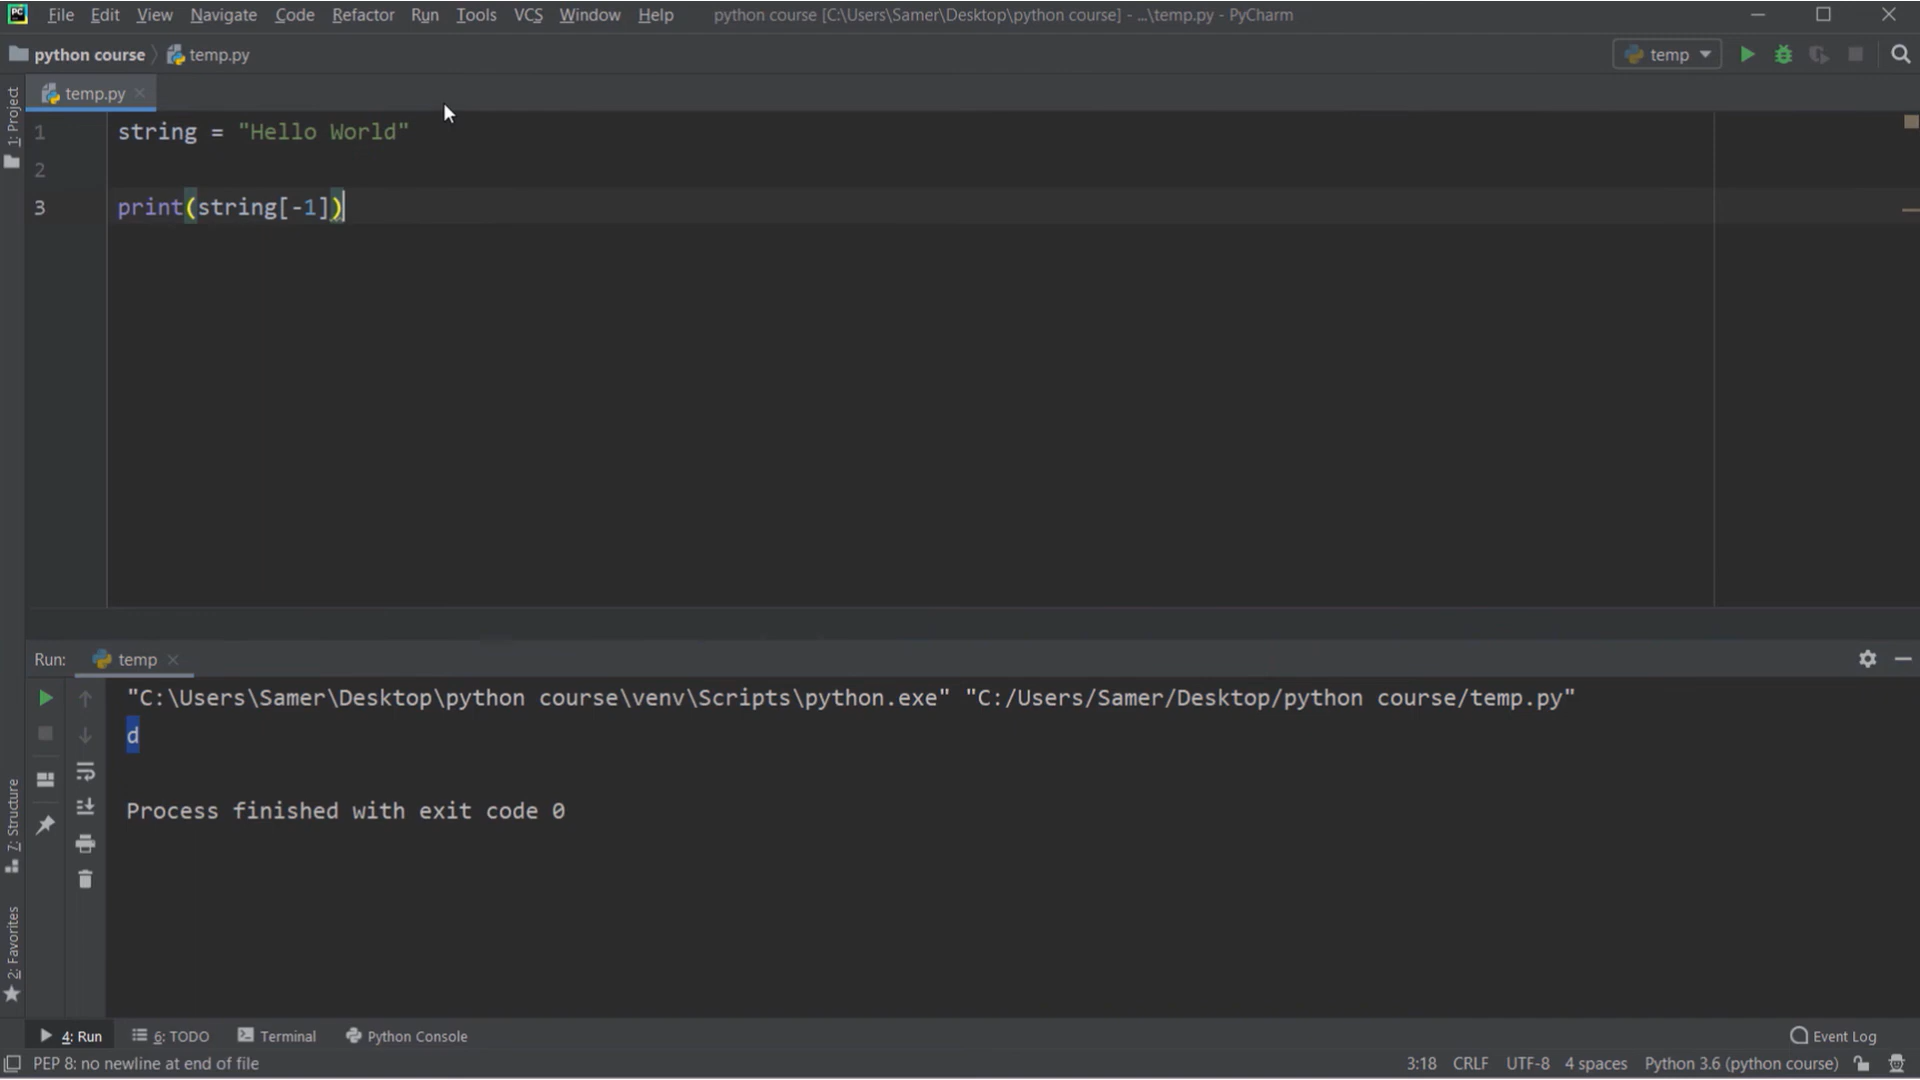 PC File Edit View Navigate Code Refactor Run Tools VCS Window Help python course [C:\Users\Samer\Desktop\python course] - ...\temp.py - PyCharm
python course temp.py temp
temp.py
1: Project
1 string = "Hello World"
2
3 print(string[-1])
Run: temp
"C:\Users\Samer\Desktop\python course\venv\Scripts\python.exe" "C:/Users/Samer/Desktop/python course/temp.py"
d
Process finished with exit code 0
7: Structure
2: Favorites
4: Run 6: TODO Terminal Python Console Event Log
PEP 8: no newline at end of file 3:18 CRLF UTF-8 4 spaces Python 3.6 (python course)